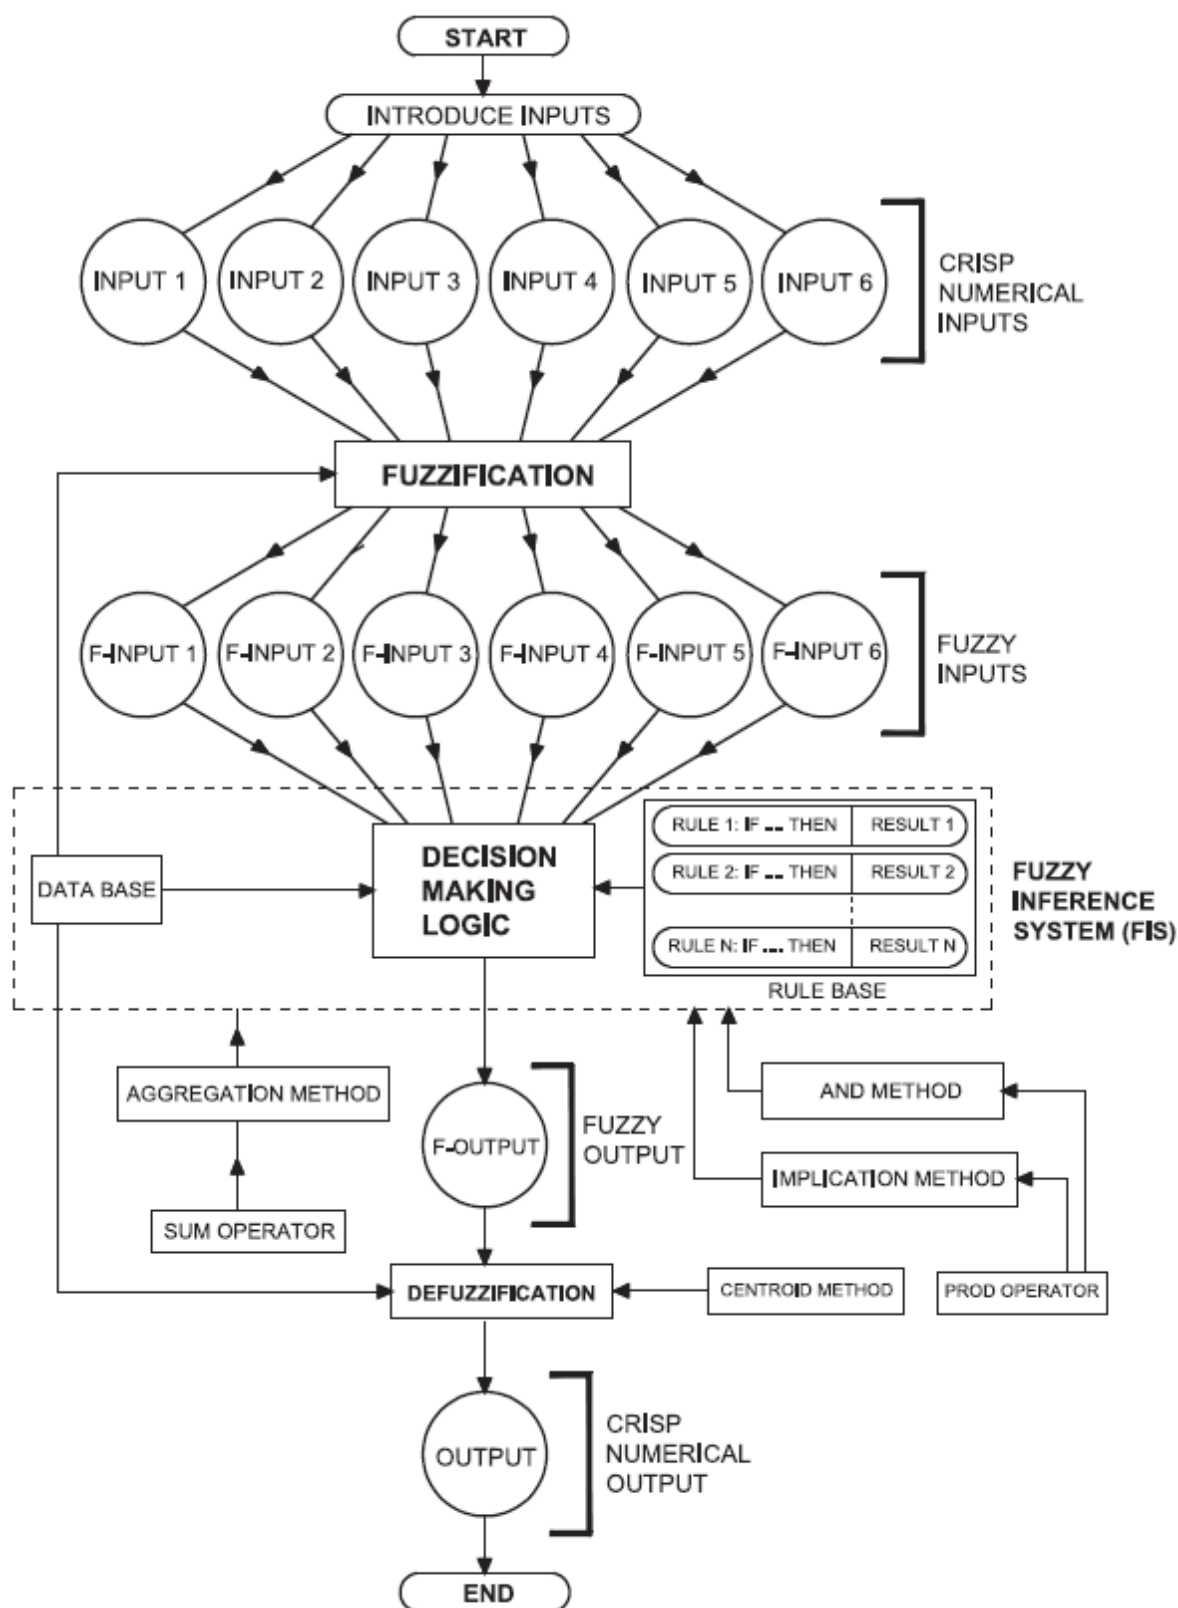 START
INTRODUCE INPUTS
INPUT 1
INPUT 2
INPUT 3
INPUT 4
INPUT 5
INPUT 6
CRISP
NUMERICAL
INPUTS
FUZZIFICATION
F-INPUT 1
F-INPUT 2
F-INPUT 3
F-INPUT 4
F-INPUT 5
F-INPUT 6
FUZZY
INPUTS
DATA BASE
DECISION
MAKING
LOGIC
RULE 1: IF -- THEN RESULT 1
RULE 2: IF -- THEN RESULT 2
RULE N: IF --- THEN RESULT N
RULE BASE
FUZZY
INFERENCE
SYSTEM (FIS)
AGGREGATION METHOD
SUM OPERATOR
F-OUTPUT
FUZZY
OUTPUT
AND METHOD
IMPLICATION METHOD
DEFUZZIFICATION
CENTROID METHOD
PROD OPERATOR
OUTPUT
CRISP
NUMERICAL
OUTPUT
END